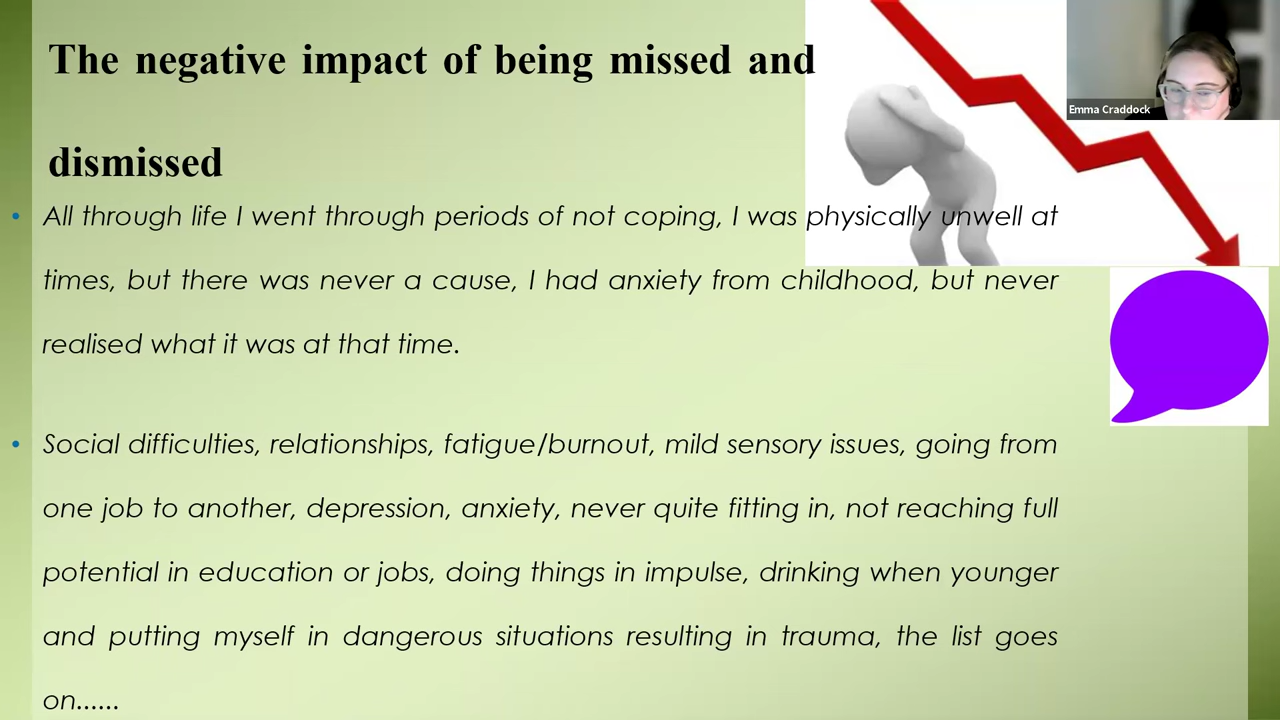 The negative impact of being missed and
dismissed
Emma Craddock
• All through life I went through periods of not coping, I was physically unwell at
times, but there was never a cause, I had anxiety from childhood, but never
realised what it was at that time.
• Social difficulties, relationships, fatigue/burnout, mild sensory issues, going from
one job to another, depression, anxiety, never quite fitting in, not reaching full
potential in education or jobs, doing things in impulse, drinking when younger
and putting myself in dangerous situations resulting in trauma, the list goes
on......